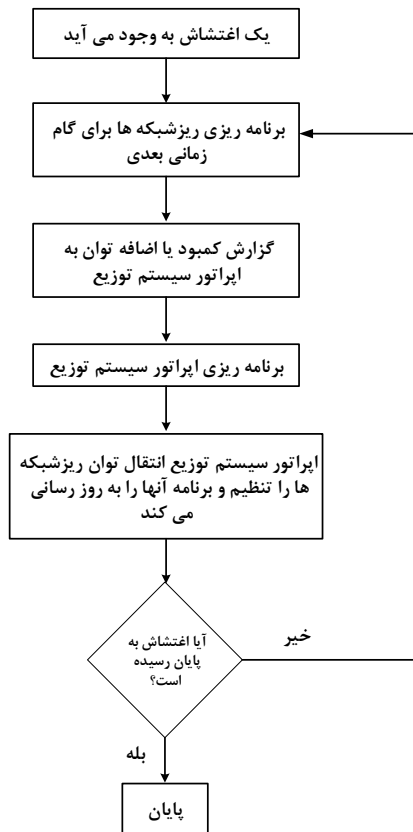 یک اغتشاش به وجود می آید
برنامه ریزی ریزشبکه ها برای گام
زمانی بعدی
گزارش کمبود یا اضافه توان به
اپراتور سیستم توزیع
برنامه ریزی اپراتور سیستم توزیع
اپراتور سیستم توزیع انتقال توان ریزشبکه
ها را تنظیم و برنامه آنها را به روز رسانی
می کند
آیا اغتشاش به
پایان رسیده
است؟
خیر
بله
پایان